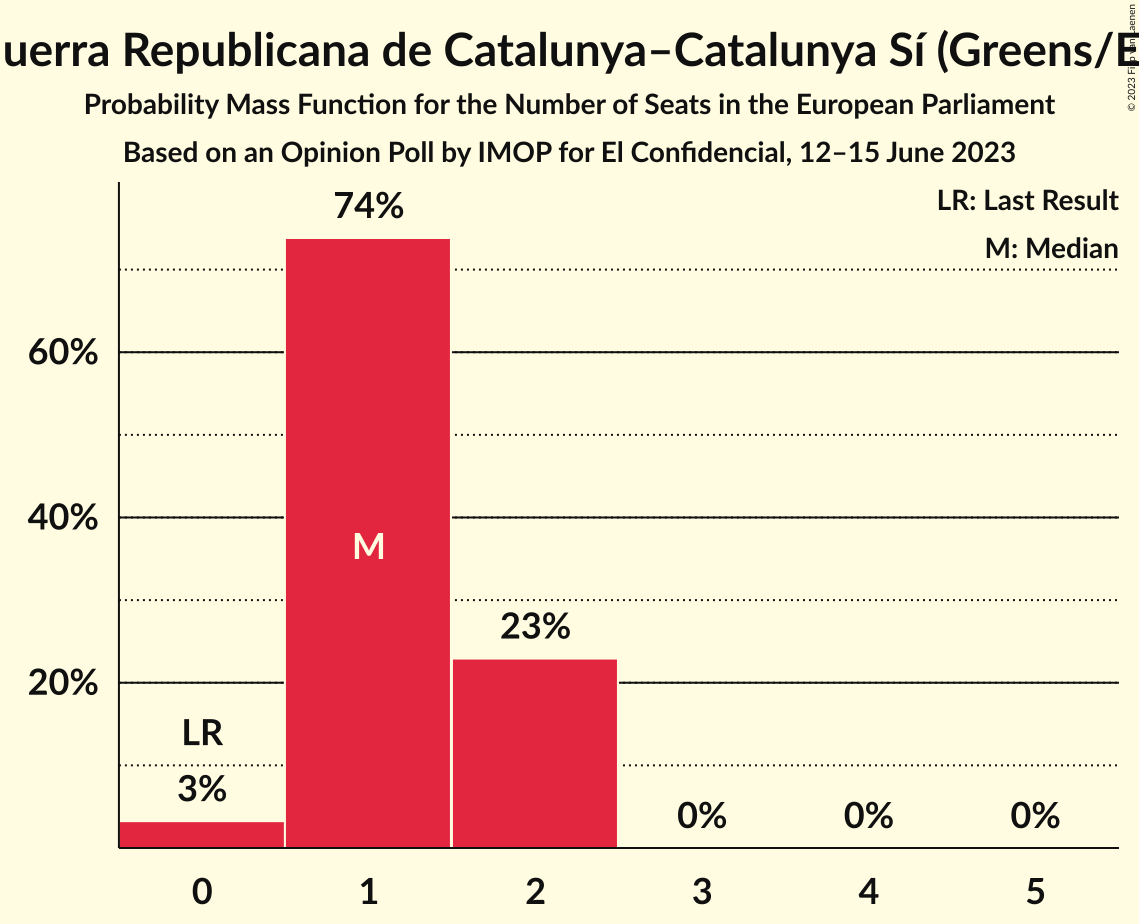 uerra Republicana de Catalunya–Catalunya Sí (Greens/E
Probability Mass Function for the Number of Seats in the European Parliament
Based on an Opinion Poll by IMOP for El Confidencial, 12–15 June 2023
LR: Last Result
M: Median
74%
60%
M
40%
23%
20%
LR
3%
0% 0% 0%
0 1 2 3 4 5
© 2023